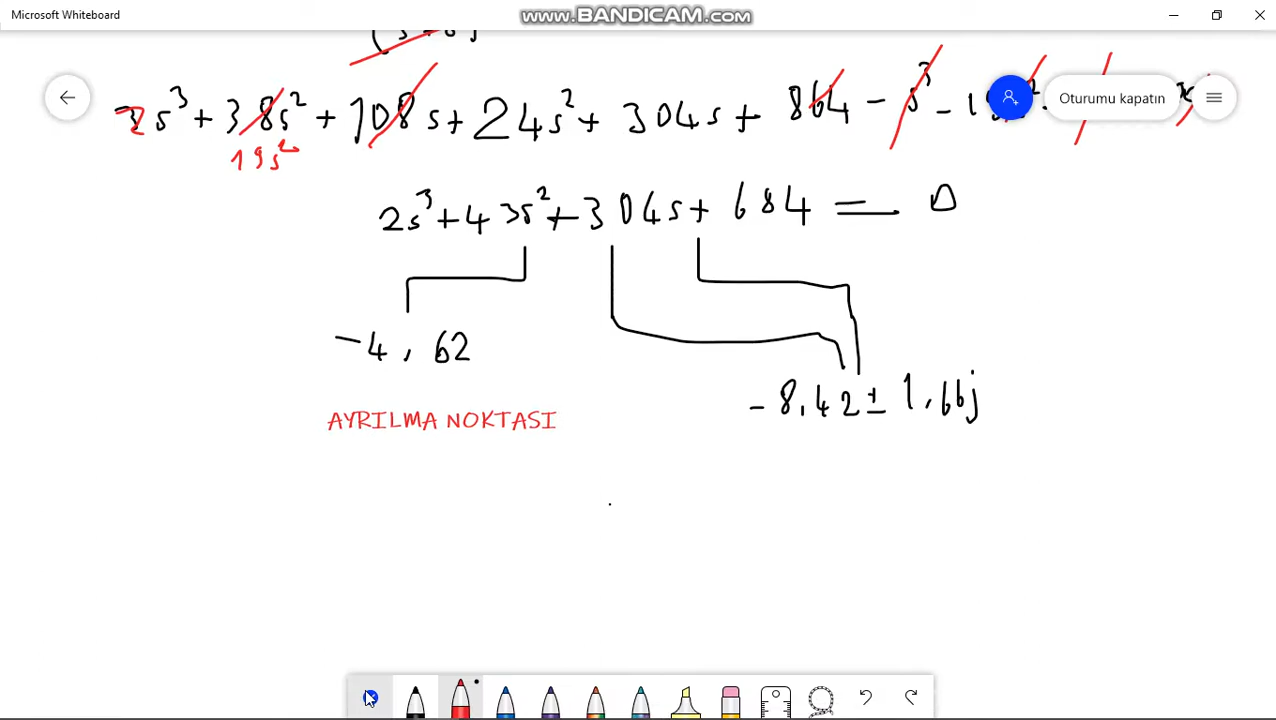 Microsoft Whiteboard
www.BANDICAM.com
Oturumu kapatın
2s³ + 38s² + 108s + 24s² + 304s + 864 - s³ - 19
19s²
2s³ + 43s² + 304s + 684 = 0
-4,62
-8,42 ± 1,66j
AYRILMA NOKTASI